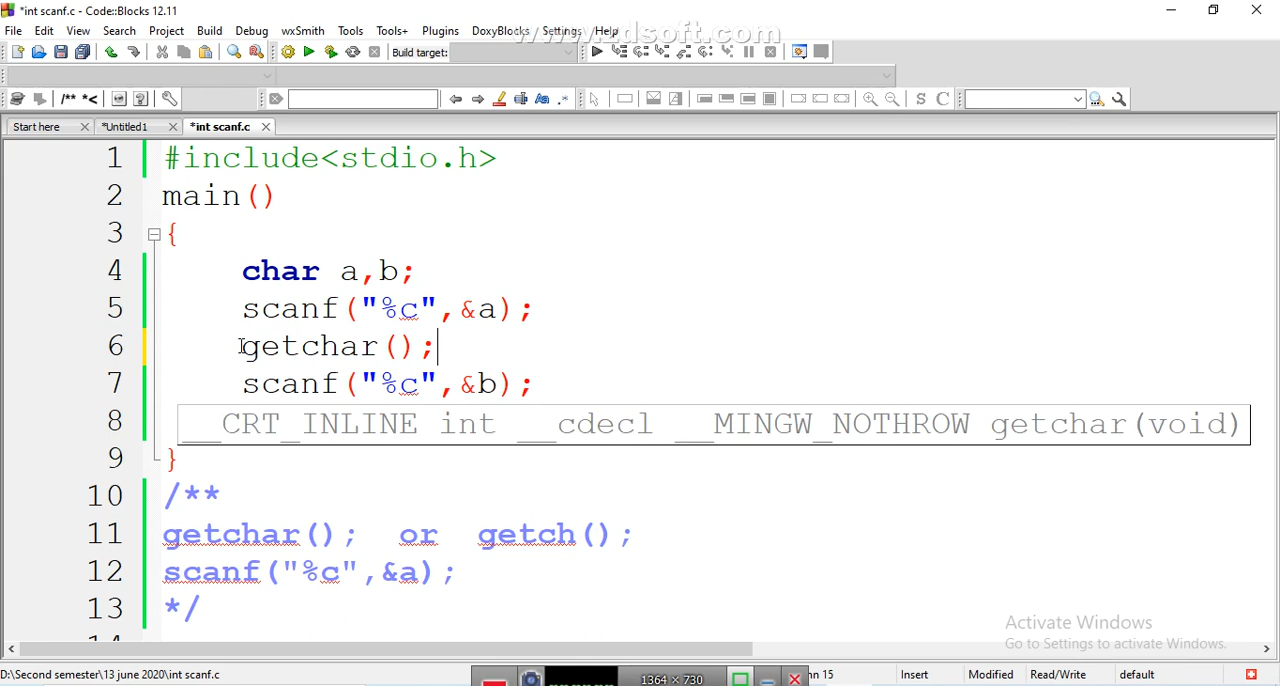 *int scanf.c - Code::Blocks 12.11
www.zdsoft.com
File Edit View Search Project Build Debug wxSmith Tools Tools+ Plugins DoxyBlocks Settings Help
Build target:
/** *<
S C
Start here *Untitled1 *int scanf.c
1 #include<stdio.h>
2 main()
3 {
4 char a,b;
5 scanf("%c",&a);
6 getchar();
7 scanf("%c",&b);
8 __CRT_INLINE int __cdecl __MINGW_NOTHROW getchar(void)
9 }
10 /**
11 getchar(); or getch();
12 scanf("%c",&a);
13 */
Activate Windows
Go to Settings to activate Windows.
D:\Second semester\13 june 2020\int scanf.c 1364 × 730 mn 15 Insert Modified Read/Write default